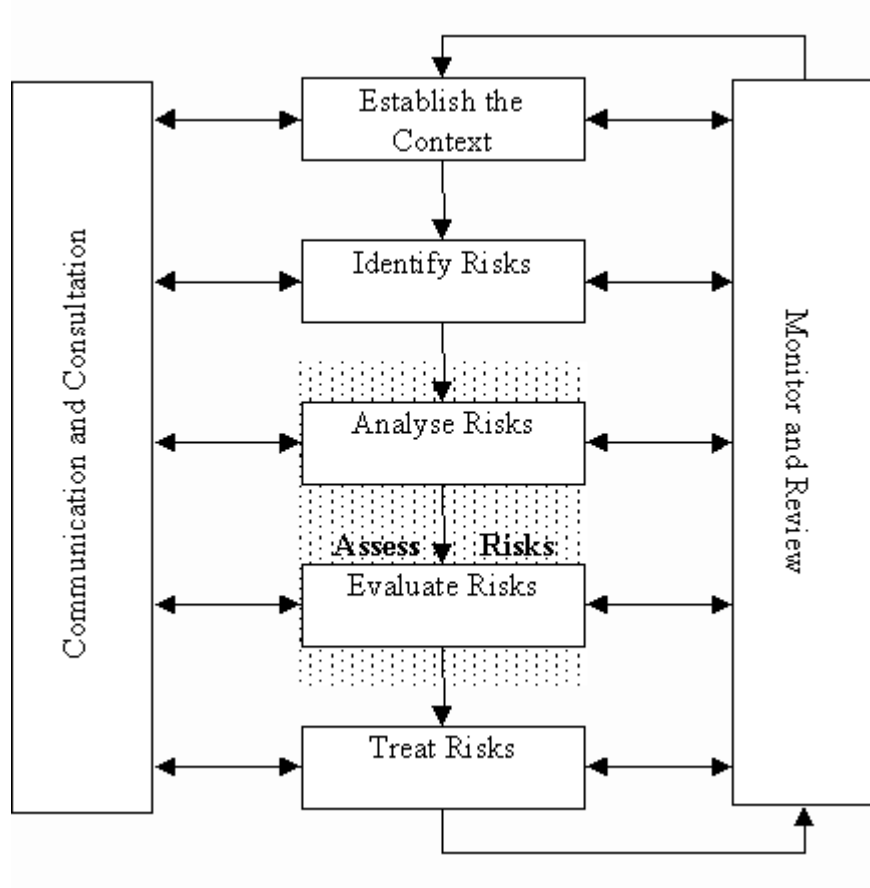 Establish the
Context
Identify Risks
Analyse Risks
Assess Risks
Evaluate Risks
Treat Risks
Communication and Consultation
Monitor and Review